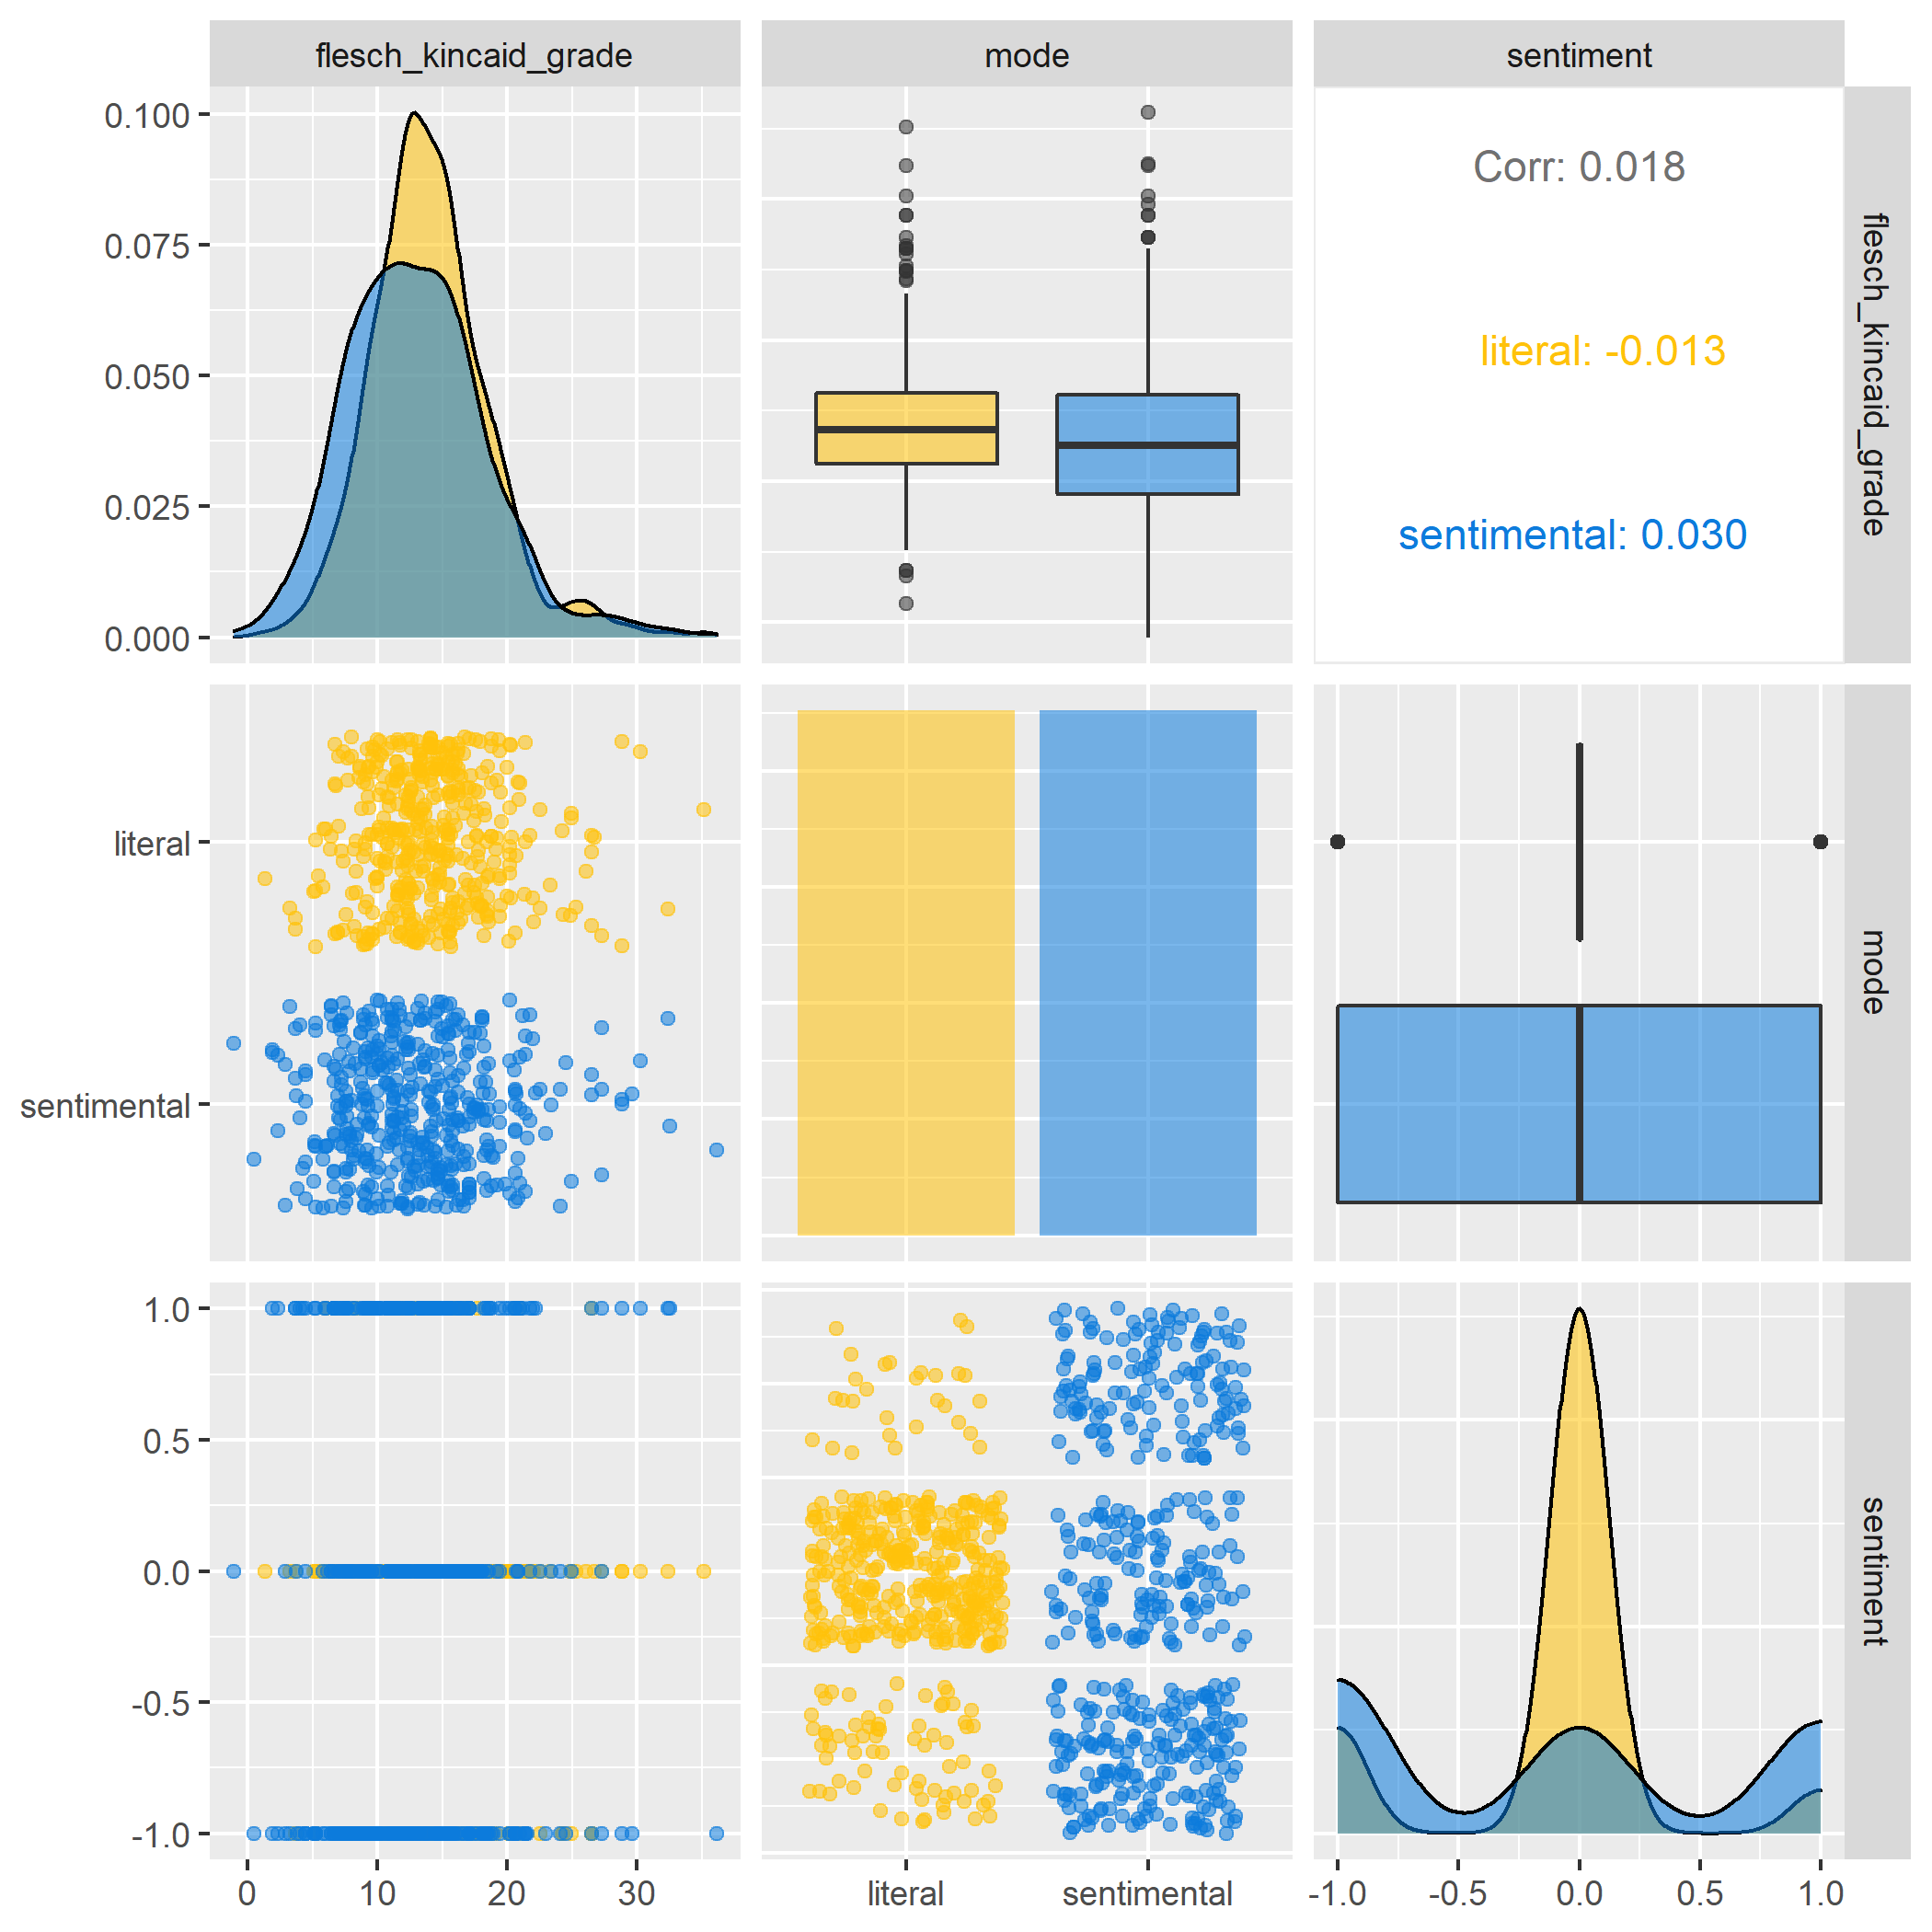 flesch_kincaid_grade
mode
sentiment
0.100
0.075
0.050
0.025
0.000
Corr: 0.018
literal: -0.013
sentimental: 0.030
flesch_kincaid_grade
literal
sentimental
mode
1.0
0.5
0.0
-0.5
-1.0
sentiment
0 10 20 30
literal sentimental
-1.0 -0.5 0.0 0.5 1.0